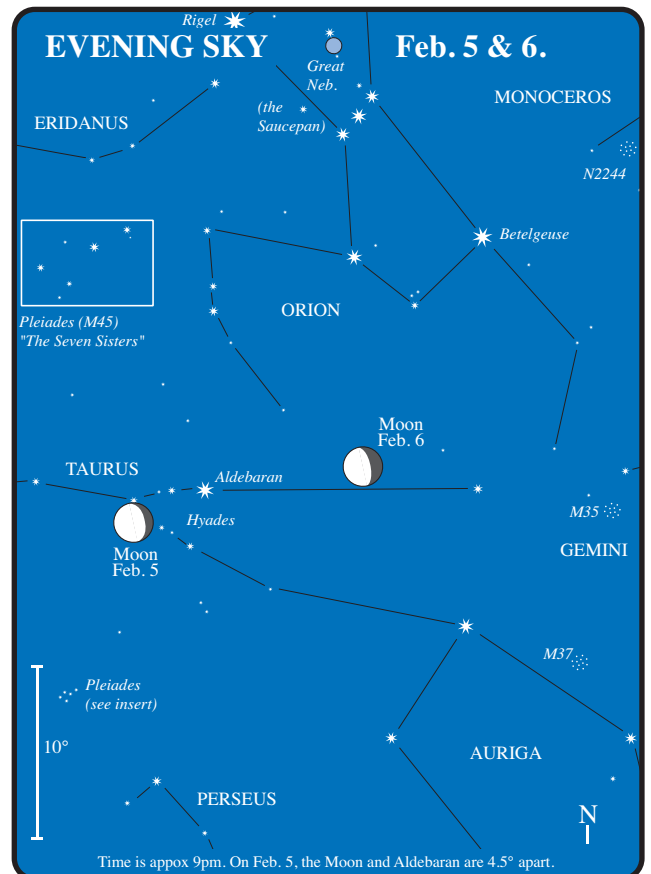 Rigel
EVENING SKY Feb. 5 & 6.
Great
Neb.
(the
Saucepan)
MONOCEROS
ERIDANUS
N2244
Betelgeuse
Pleiades (M45)
"The Seven Sisters"
ORION
Moon
Feb. 6
TAURUS
Aldebaran
Hyades
M35
Moon
Feb. 5
GEMINI
M37
Pleiades
(see insert)
10°
AURIGA
PERSEUS
N
Time is appox 9pm. On Feb. 5, the Moon and Aldebaran are 4.5° apart.